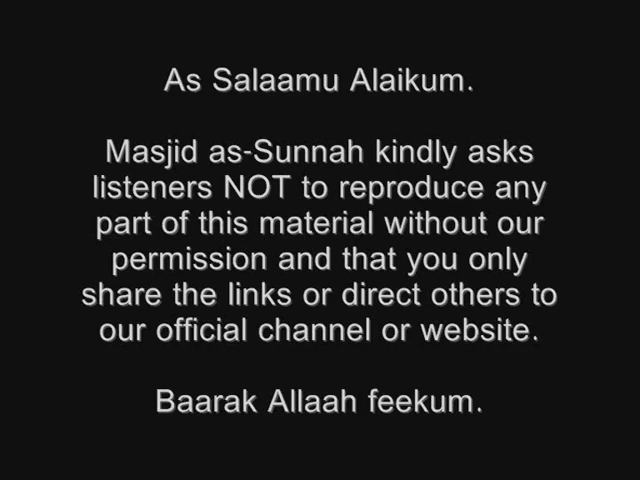 As Salaamu Alaikum.
Masjid as-Sunnah kindly asks
listeners NOT to reproduce any
part of this material without our
permission and that you only
share the links or direct others to
our official channel or website.
Baarak Allaah feekum.